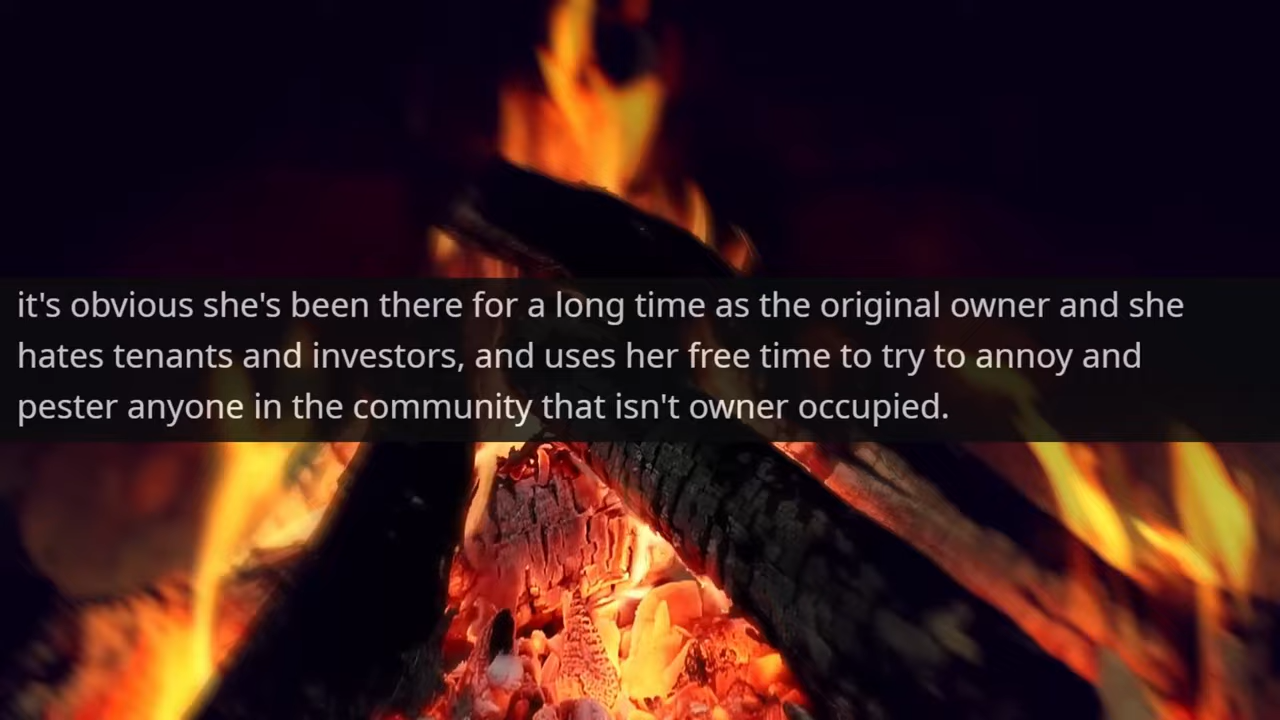 it's obvious she's been there for a long time as the original owner and she
hates tenants and investors, and uses her free time to try to annoy and
pester anyone in the community that isn't owner occupied.